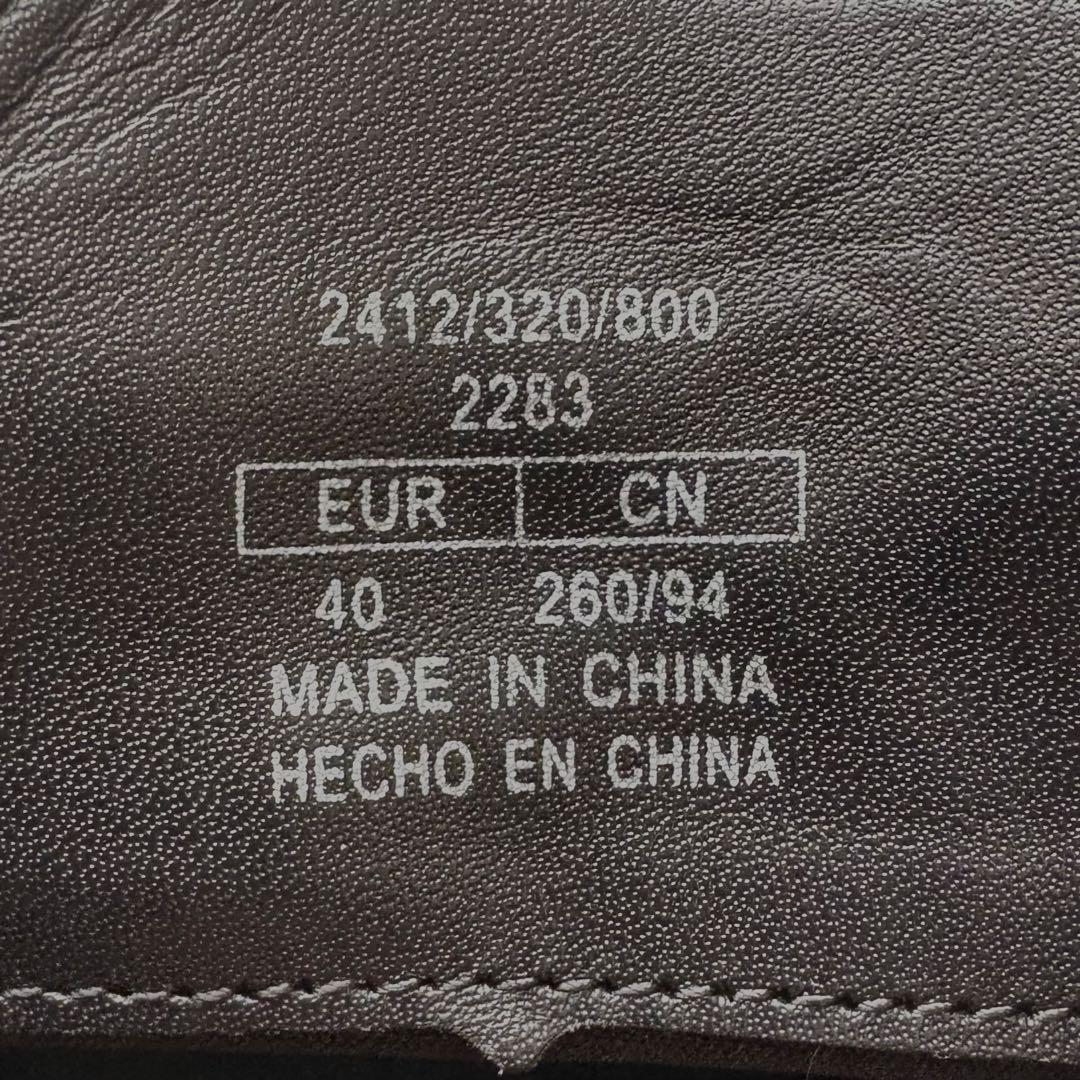 2412/320/800
2283
EUR CN
40 260/94
MADE IN CHINA
HECHO EN CHINA